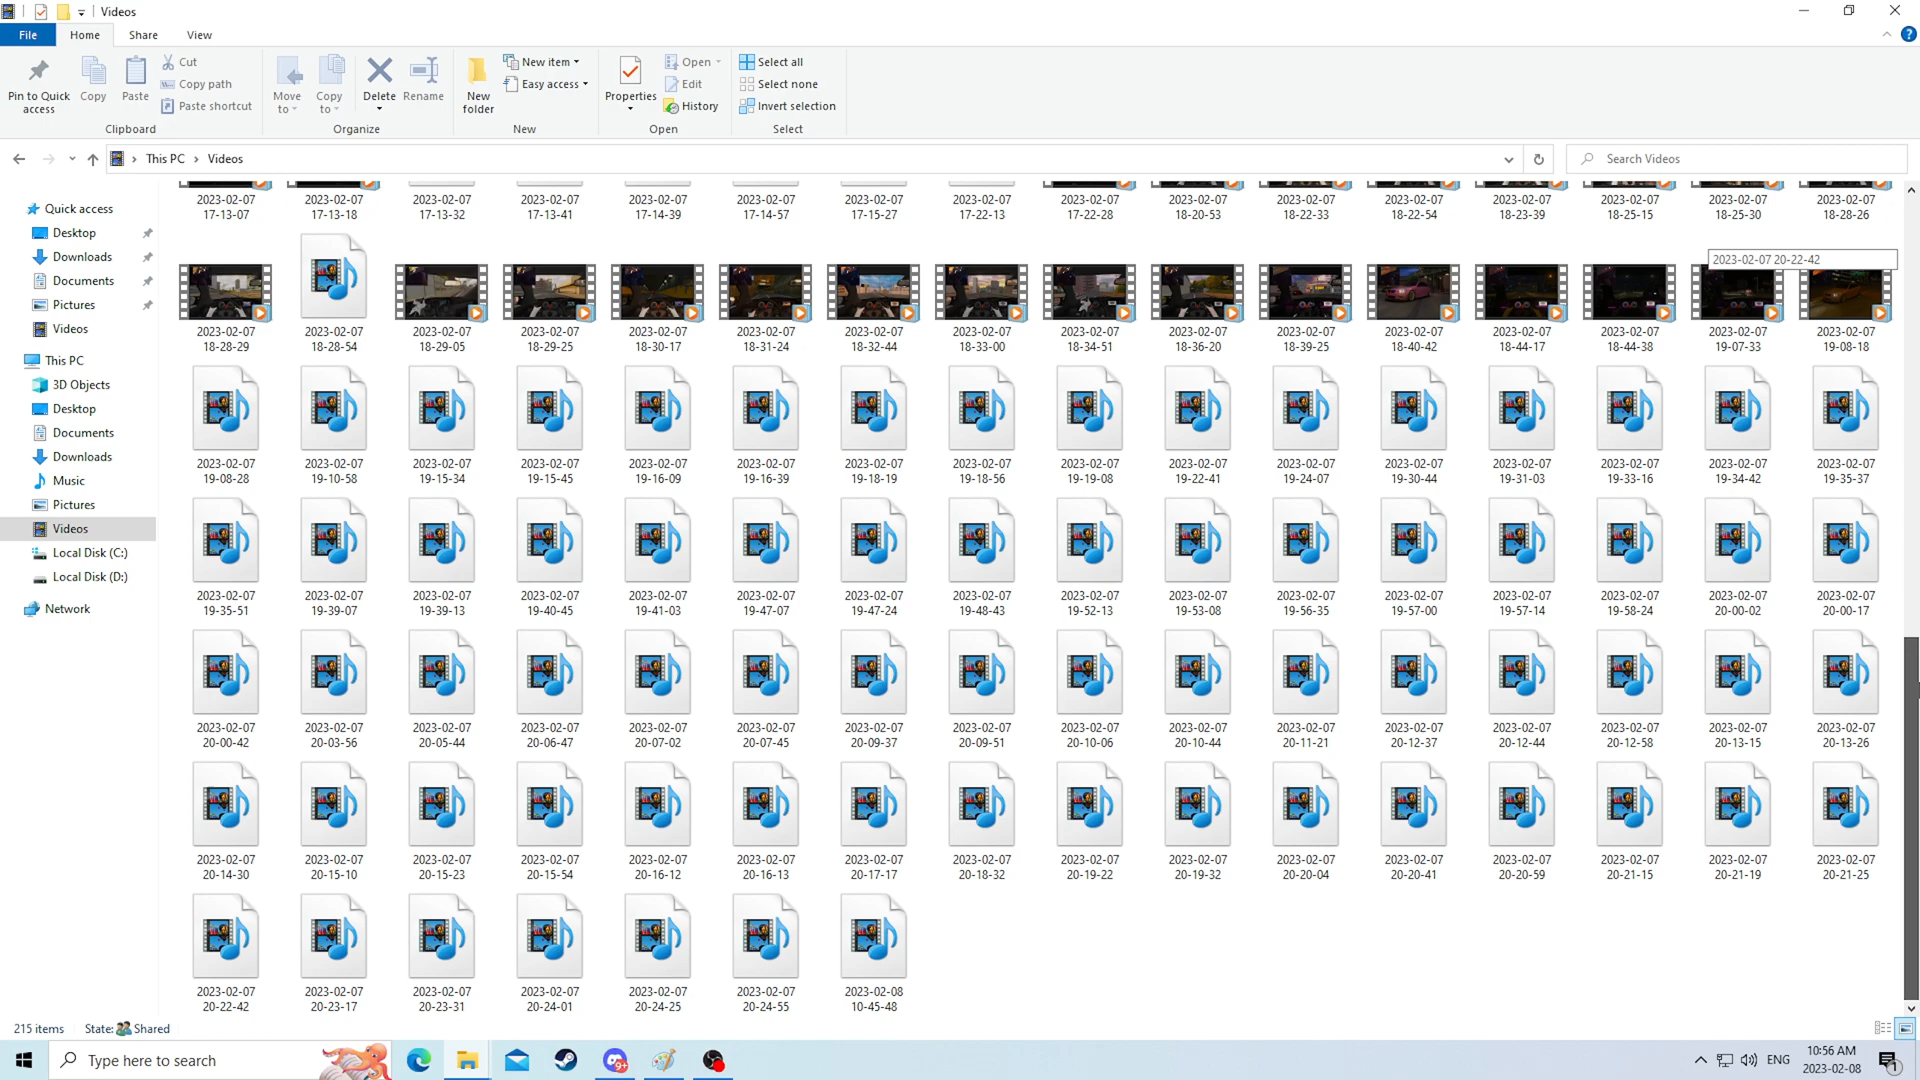 Videos
File Home Share View
Pin to Quick access
Copy
Paste
Cut
Copy path
Paste shortcut
Clipboard
Move to
Copy to
Delete
Rename
Organize
New folder
New item
Easy access
New
Properties
Open
Edit
History
Open
Select all
Select none
Invert selection
Select
This PC > Videos
Search Videos
Quick access
Desktop
Downloads
Documents
Pictures
Videos
This PC
3D Objects
Desktop
Documents
Downloads
Music
Pictures
Videos
Local Disk (C:)
Local Disk (D:)
Network
2023-02-07 2023-02-07 2023-02-07 2023-02-07 2023-02-07 2023-02-07 2023-02-07 2023-02-07 2023-02-07 2023-02-07 2023-02-07 2023-02-07 2023-02-07 2023-02-07 2023-02-07 2023-02-07
17-13-07 17-13-18 17-13-32 17-13-41 17-14-39 17-14-57 17-15-27 17-22-13 17-22-28 18-20-53 18-22-33 18-22-54 18-23-39 18-25-15 18-25-30 18-28-26
2023-02-07 20-22-42
2023-02-07 2023-02-07 2023-02-07 2023-02-07 2023-02-07 2023-02-07 2023-02-07 2023-02-07 2023-02-07 2023-02-07 2023-02-07 2023-02-07 2023-02-07 2023-02-07 2023-02-07 2023-02-07
18-28-29 18-28-54 18-29-05 18-29-25 18-30-17 18-31-24 18-32-44 18-33-00 18-34-51 18-36-20 18-39-25 18-40-42 18-44-17 18-44-38 19-07-33 19-08-18
2023-02-07 2023-02-07 2023-02-07 2023-02-07 2023-02-07 2023-02-07 2023-02-07 2023-02-07 2023-02-07 2023-02-07 2023-02-07 2023-02-07 2023-02-07 2023-02-07 2023-02-07 2023-02-07
19-08-28 19-10-58 19-15-34 19-15-45 19-16-09 19-16-39 19-18-19 19-18-56 19-19-08 19-22-41 19-24-07 19-30-44 19-31-03 19-33-16 19-34-42 19-35-37
2023-02-07 2023-02-07 2023-02-07 2023-02-07 2023-02-07 2023-02-07 2023-02-07 2023-02-07 2023-02-07 2023-02-07 2023-02-07 2023-02-07 2023-02-07 2023-02-07 2023-02-07 2023-02-07
19-35-51 19-39-07 19-39-13 19-40-45 19-41-03 19-47-07 19-47-24 19-48-43 19-52-13 19-53-08 19-56-35 19-57-00 19-57-14 19-58-24 20-00-02 20-00-17
2023-02-07 2023-02-07 2023-02-07 2023-02-07 2023-02-07 2023-02-07 2023-02-07 2023-02-07 2023-02-07 2023-02-07 2023-02-07 2023-02-07 2023-02-07 2023-02-07 2023-02-07 2023-02-07
20-00-42 20-03-56 20-05-44 20-06-47 20-07-02 20-07-45 20-09-37 20-09-51 20-10-06 20-10-44 20-11-21 20-12-37 20-12-44 20-12-58 20-13-15 20-13-26
2023-02-07 2023-02-07 2023-02-07 2023-02-07 2023-02-07 2023-02-07 2023-02-07 2023-02-07 2023-02-07 2023-02-07 2023-02-07 2023-02-07 2023-02-07 2023-02-07 2023-02-07 2023-02-07
20-14-30 20-15-10 20-15-23 20-15-54 20-16-12 20-16-13 20-17-17 20-18-32 20-19-22 20-19-32 20-20-04 20-20-41 20-20-59 20-21-15 20-21-19 20-21-25
2023-02-07 2023-02-07 2023-02-07 2023-02-07 2023-02-07 2023-02-07 2023-02-08
20-22-42 20-23-17 20-23-31 20-24-01 20-24-25 20-24-55 10-45-48
215 items State: Shared
Type here to search
9+
ENG
10:56 AM
2023-02-08
1